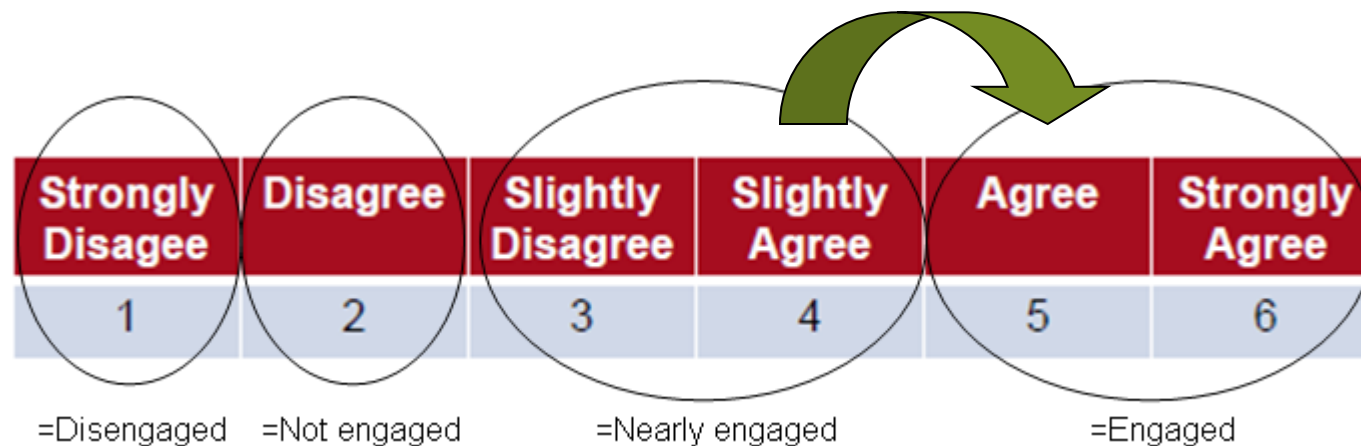 Strongly
Disagee
Disagree
Slightly
Disagree
Slightly
Agree
Agree
Strongly
Agree
1 2 3 4 5 6
=Disengaged =Not engaged =Nearly engaged =Engaged